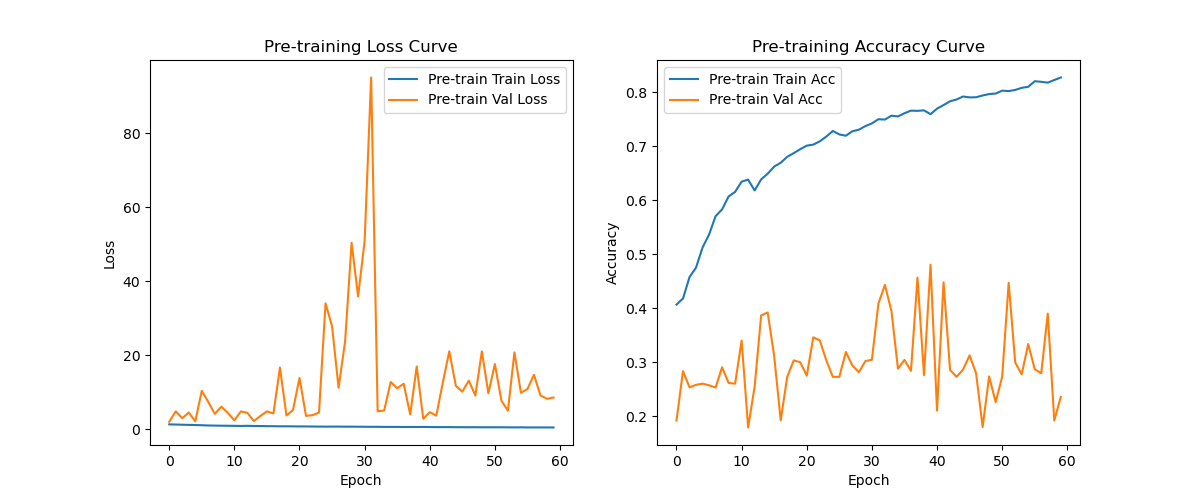 Pre-training Loss Curve
Pre-train Train Loss
Pre-train Val Loss
80
60
40
20
0
Loss
0 10 20 30 40 50 60
Epoch
Pre-training Accuracy Curve
Pre-train Train Acc
Pre-train Val Acc
0.8
0.7
0.6
0.5
0.4
0.3
0.2
Accuracy
0 10 20 30 40 50 60
Epoch